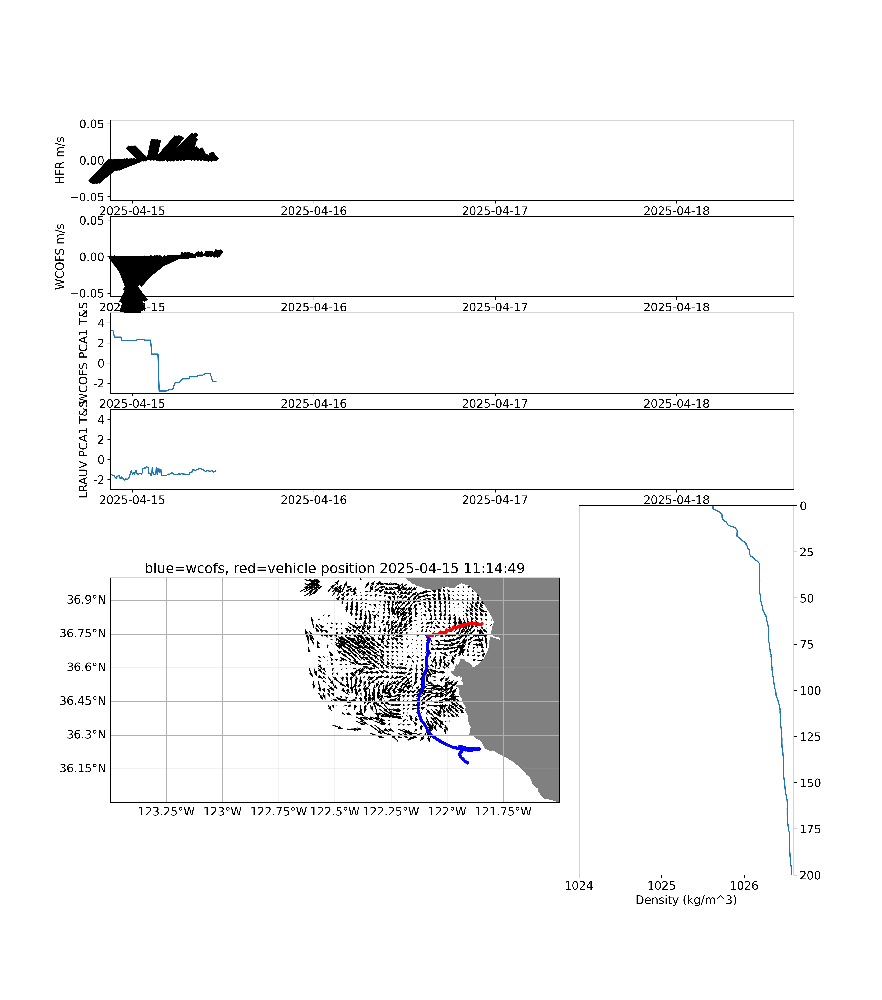 HFR m/s
0.05
0.00
−0.05
2025-04-15 2025-04-16 2025-04-17 2025-04-18
WCOFS m/s
0.05
0.00
−0.05
2025-04-16 2025-04-17 2025-04-18
WCOFS PCA1 T&S
4
2
0
-2
2025-04-15 2025-04-16 2025-04-17 2025-04-18
LRAUV PCA1 T&S
4
2
0
-2
2025-04-15 2025-04-16 2025-04-17 2025-04-18
blue=wcofs, red=vehicle position 2025-04-15 11:14:49
36.9°N
36.75°N
36.6°N
36.45°N
36.3°N
36.15°N
123.25°W 123°W 122.75°W 122.5°W 122.25°W 122°W 121.75°W
0
25
50
75
100
125
150
175
200
1024 1025 1026
Density (kg/m^3)